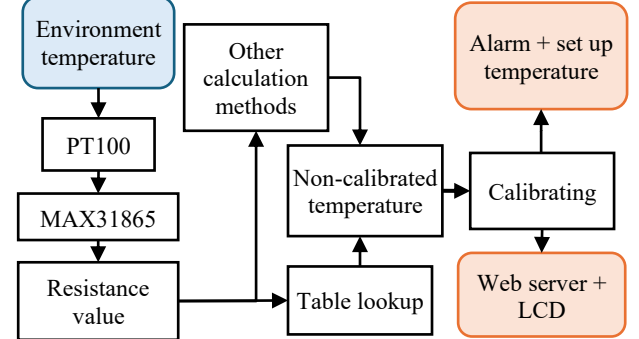 Environment
temperature
PT100
MAX31865
Resistance
value
Other
calculation
methods
Table lookup
Non-calibrated
temperature
Calibrating
Alarm + set up
temperature
Web server +
LCD